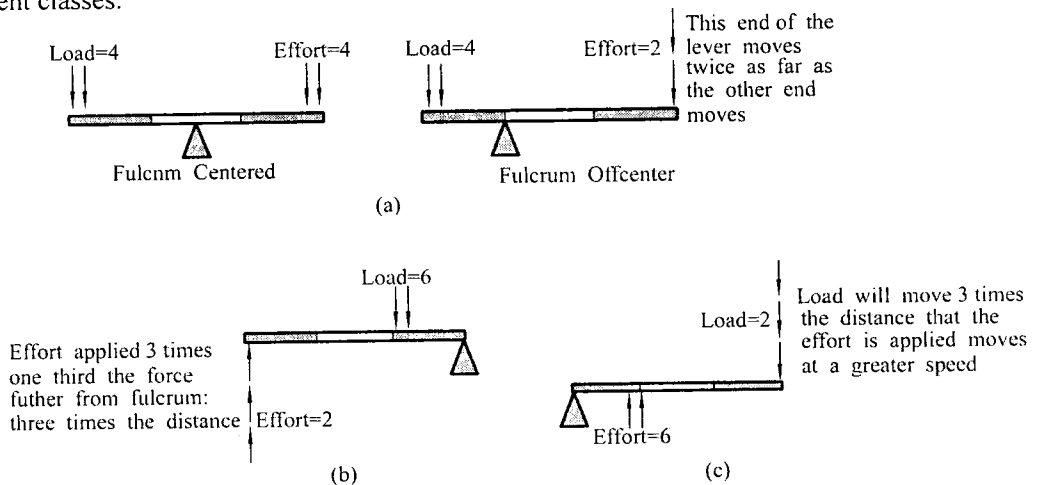 ent classes.
Load=4
Effort=4
Fulcnm Centered
Load=4
Effort=2
This end of the
lever moves
twice as far as
the other end
moves
Fulcrum Offcenter
(a)
Load=6
Effort applied 3 times
one third the force
futher from fulcrum:
three times the distance
Effort=2
(b)
Load=2
Load will move 3 times
the distance that the
effort is applied moves
at a greater speed
Effort=6
(c)